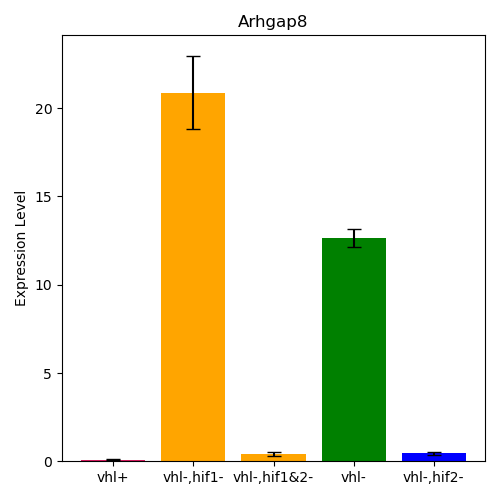 Arhgap8
Expression Level
20
15
10
5
0
vhl+
vhl-,hif1-
vhl-,hif1&2-
vhl-
vhl-,hif2-